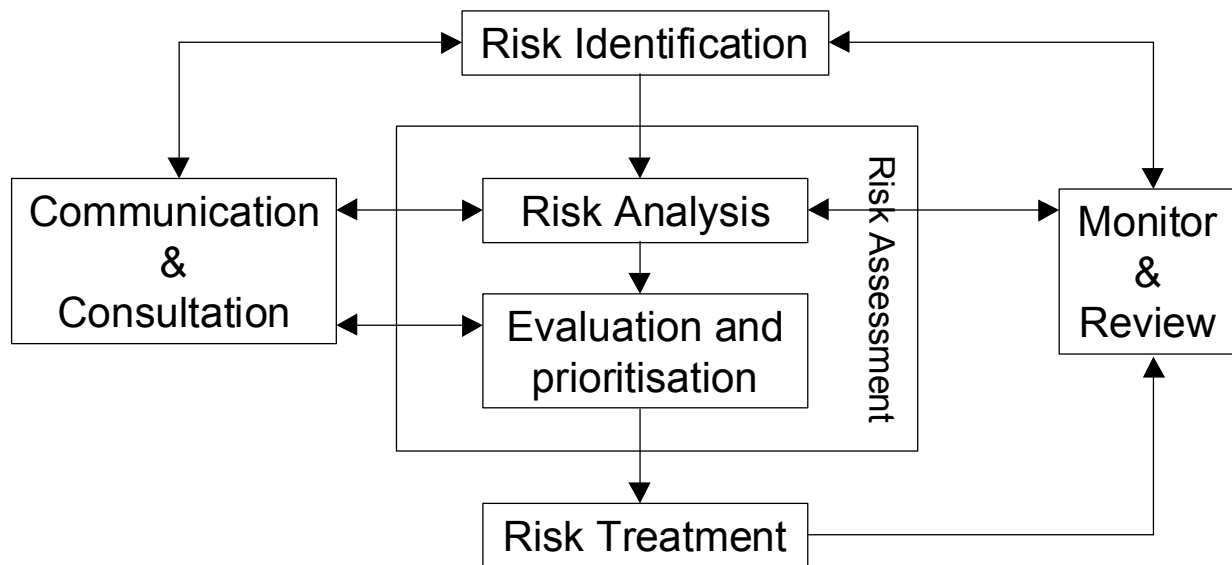 Risk Identification
Communication
&
Consultation
Risk Analysis
Risk Assessment
Monitor
&
Review
Evaluation and
prioritisation
Risk Treatment